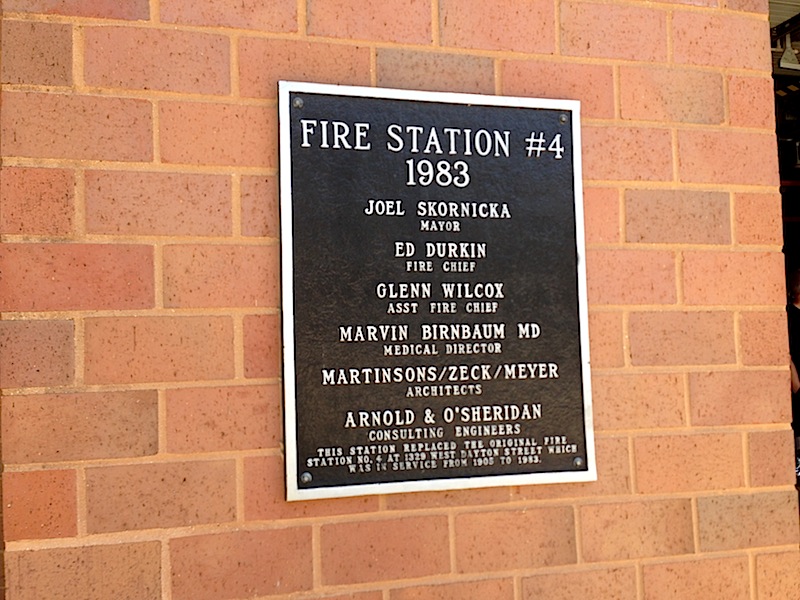 FIRE STATION #4
1983
JOEL SKORNICKA
MAYOR
ED DURKIN
FIRE CHIEF
GLENN WILCOX
ASST FIRE CHIEF
MARVIN BIRNBAUM MD
MEDICAL DIRECTOR
MARTINSONS/ZECK/MEYER
ARCHITECTS
ARNOLD & O'SHERIDAN
CONSULTING ENGINEERS
THIS STATION REPLACED THE ORIGINAL FIRE
STATION NO. 4 AT 1329 WEST DAYTON STREET WHICH
WAS IN SERVICE FROM 1905 TO 1983.